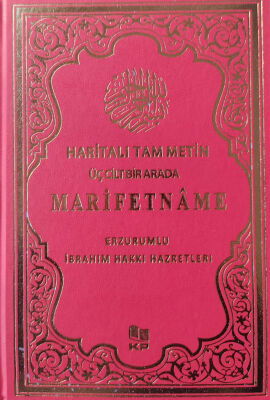 HARİTALI TAM METİN
ÜÇ CİLT BİR ARADA
MARİFETNÂME
ERZURUMLU
İBRAHİM HAKKI HAZRETLERİ
KP